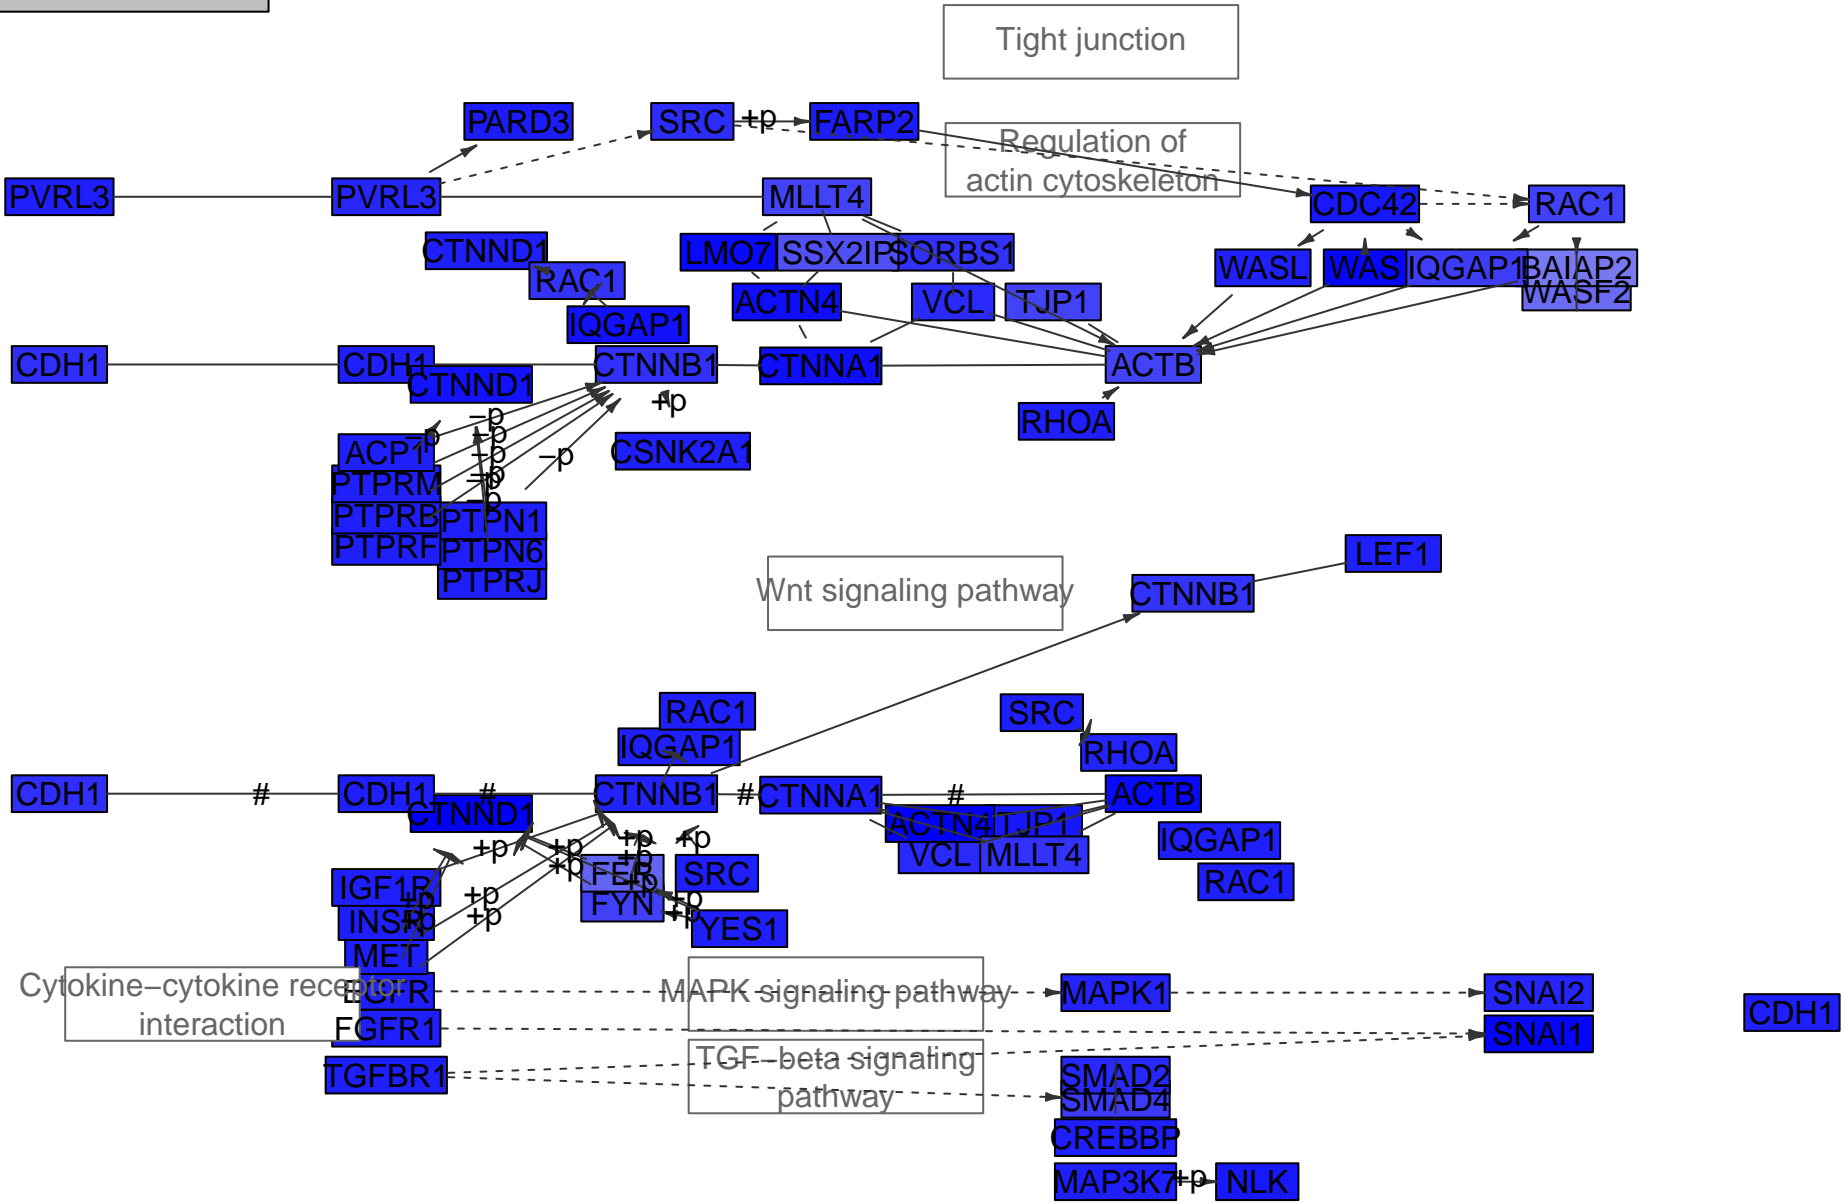 Tight junction
PARD3
SRC
+p
FARP2
Regulation of
actin cytoskeleton
PVRL3
PVRL3
MLLT4
CDC42
RAC1
CTNND1
LMO7
SSX2IP
SORBS1
WASL
WAS
IQGAP1
BAIAP2
WASF2
RAC1
ACTN4
VCL
TJP1
IQGAP1
CDH1
CDH1
CTNND1
CTNNB1
CTNNA1
ACTB
+p
RHOA
–p
–p
–p
–p
–p
–p
–p
–p
ACP1
CSNK2A1
PTPRM
PTPRB
PTPN1
PTPRF
PTPN6
PTPRJ
LEF1
Wnt signaling pathway
CTNNB1
RAC1
SRC
IQGAP1
RHOA
CDH1
#
CDH1
#
CTNNB1
#
CTNNA1
#
ACTB
CTNND1
ACTN4
TJP1
+p
+p
+p
+p
IQGAP1
VCL
MLLT4
+p
+p
FER
+p
SRC
RAC1
IGF1R
+p
+p
FYN
+p
INSR
+p
+p
+p
YES1
MET
Cytokine–cytokine receptor
interaction
EGFR
MAPK signaling pathway
MAPK1
SNAI2
CDH1
FGFR1
SNAI1
TGFBR1
TGF–beta signaling
pathway
SMAD2
SMAD4
CREBBP
MAP3K7
+p
NLK